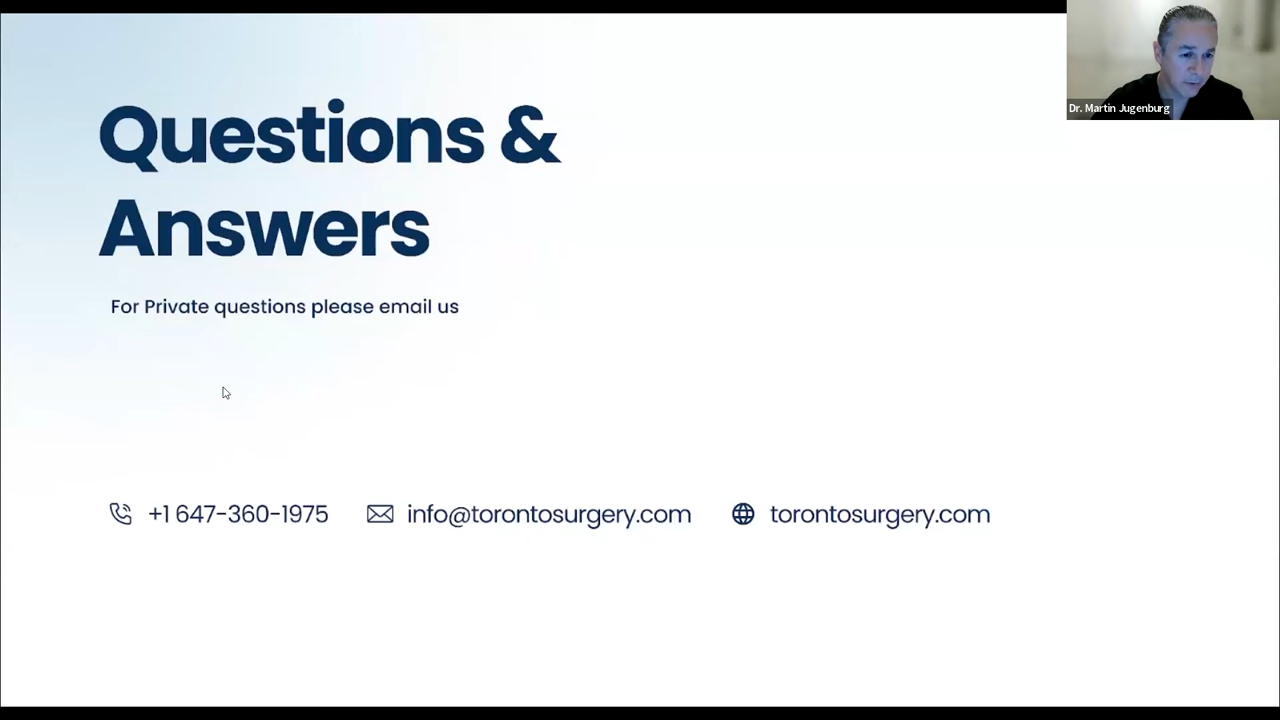 Dr. Martin Jugenburg
Questions &
Answers
For Private questions please email us
+1 647-360-1975
info@torontosurgery.com
torontosurgery.com